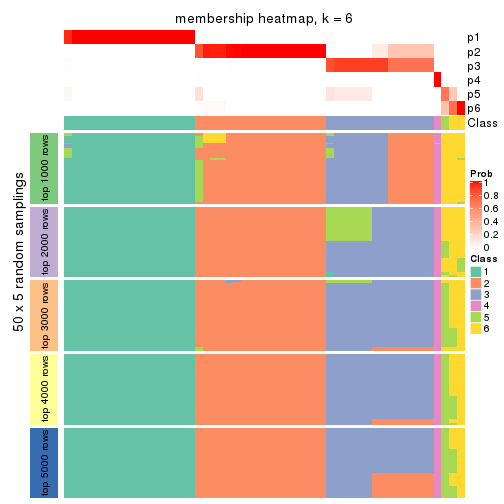 membership heatmap, k = 6
p1
p2
p3
p4
p5
p6
Class
50 x 5 random samplings
top 1000 rows
top 2000 rows
top 3000 rows
top 4000 rows
top 5000 rows
Prob
1
0.8
0.6
0.4
0.2
0
Class
1
2
3
4
5
6